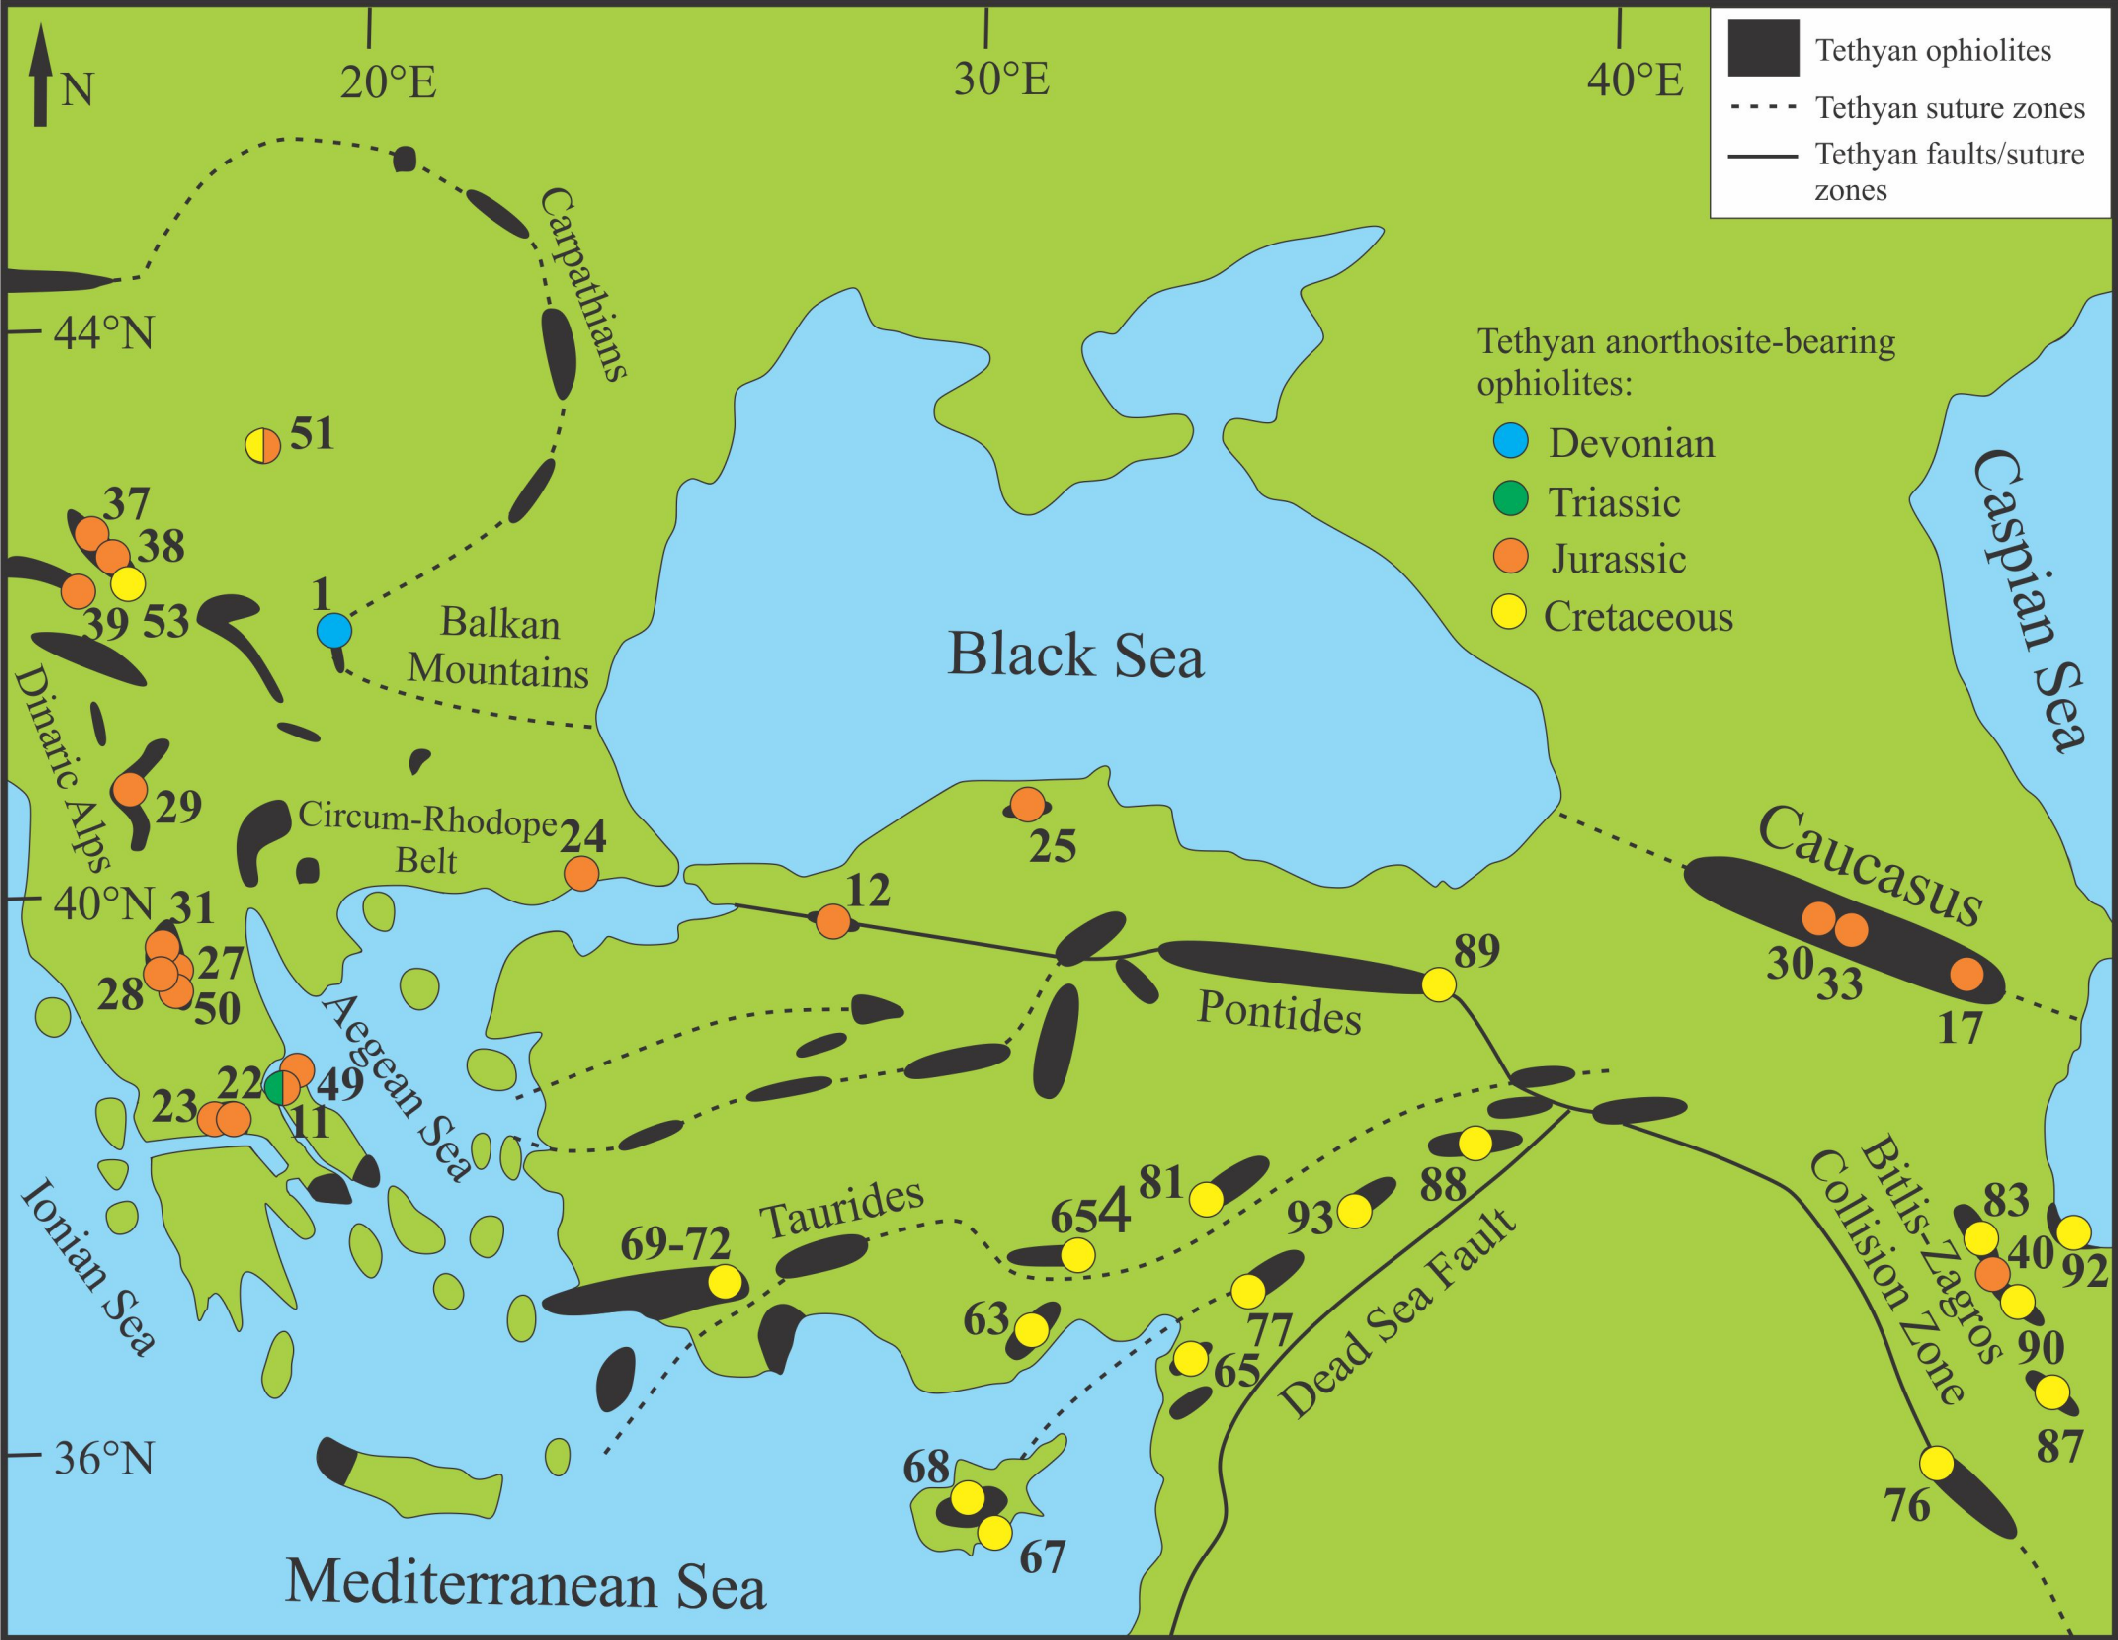 20°E
30°E
40°E
N
Tethyan ophiolites
Tethyan suture zones
Tethyan faults/suture
zones
Carpathians
44°N
Tethyan anorthosite-bearing
ophiolites:
Devonian
Triassic
Jurassic
Cretaceous
Caspian Sea
51
37
38
39
53
1
Balkan
Mountains
Black Sea
Dinaric Alps
29
Circum-Rhodope
Belt
24
25
12
Caucasus
30
33
17
40°N
31
27
28
50
89
Pontides
Aegean Sea
22
49
23
11
Ionian Sea
Taurides
69-72
654
81
93
88
63
77
65
Dead Sea Fault
Bitlis-Zagros
Collision Zone
83
40
92
90
87
76
36°N
68
67
Mediterranean Sea